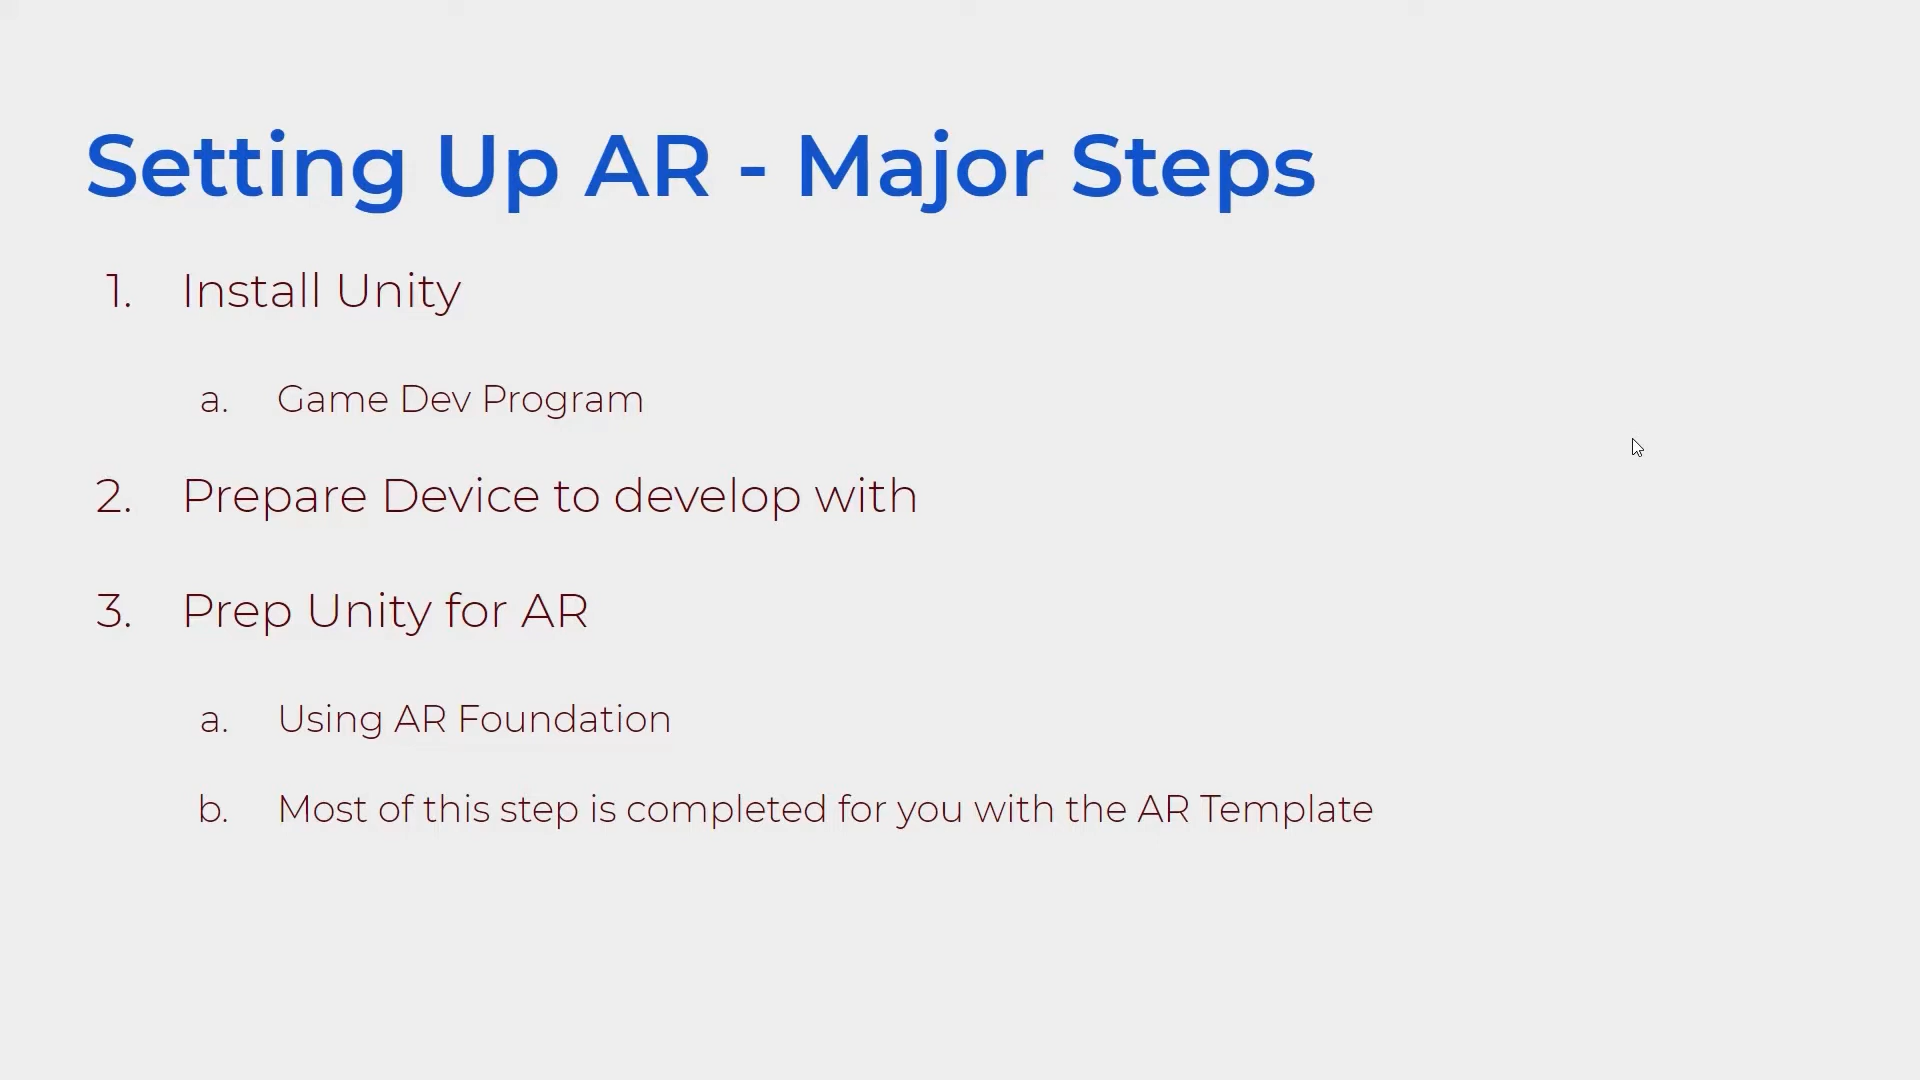 Setting Up AR - Major Steps
1. Install Unity
a. Game Dev Program
2. Prepare Device to develop with
3. Prep Unity for AR
a. Using AR Foundation
b. Most of this step is completed for you with the AR Template